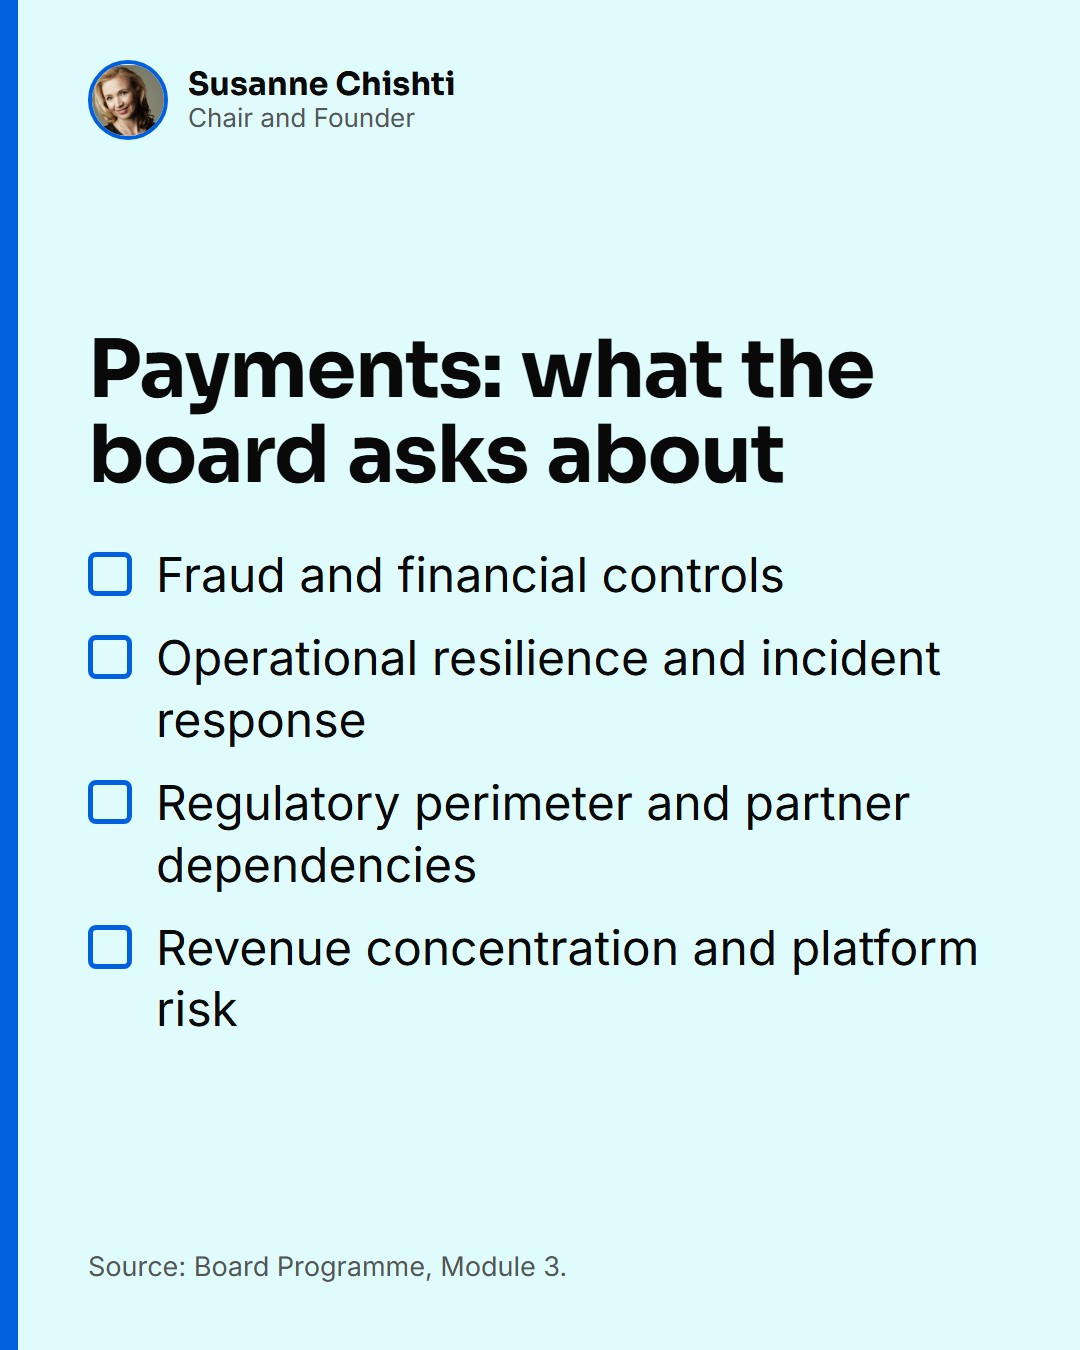 Susanne Chishti
Chair and Founder
Payments: what the
board asks about
Fraud and financial controls
Operational resilience and incident
response
Regulatory perimeter and partner
dependencies
Revenue concentration and platform
risk
Source: Board Programme, Module 3.